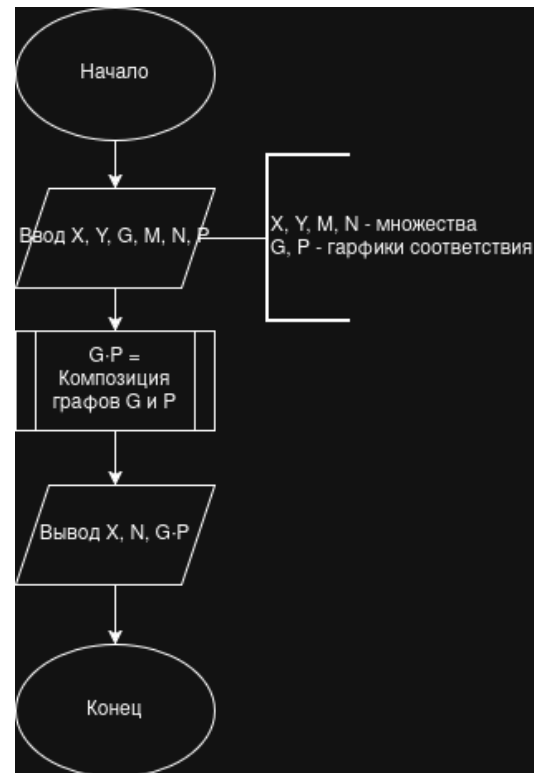 Начало
Ввод X, Y, G, M, N, P
X, Y, M, N - множества
G, P - гарфики соответствия
G·P =
Композиция
графов G и P
Вывод X, N, G·P
Конец